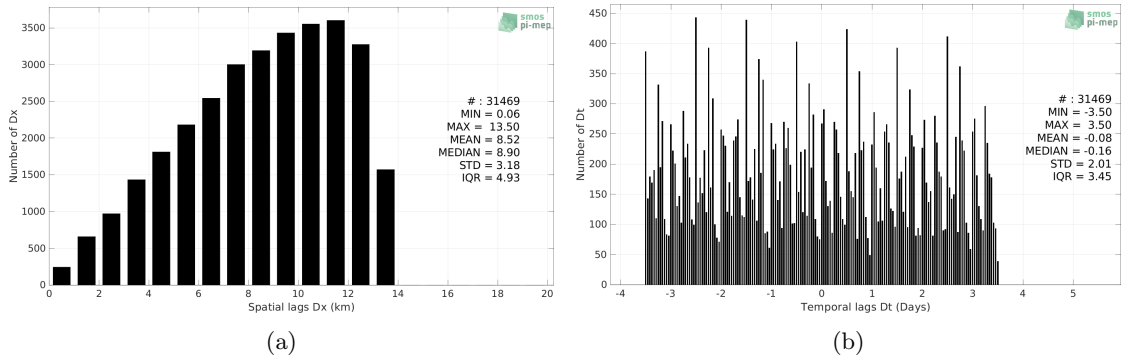 smos
pi-mep
Number of Dx
3500
3000
2500
2000
1500
1000
500
0
# : 31469
MIN = 0.06
MAX = 13.50
MEAN = 8.52
MEDIAN = 8.90
STD = 3.18
IQR = 4.93
0 2 4 6 8 10 12 14 16 18 20
Spatial lags Dx (km)
(a)
smos
pi-mep
Number of Dt
450
400
350
300
250
200
150
100
50
0
# : 31469
MIN = -3.50
MAX = 3.50
MEAN = -0.08
MEDIAN = -0.16
STD = 2.01
IQR = 3.45
-4 -3 -2 -1 0 1 2 3 4 5
Temporal lags Dt (Days)
(b)